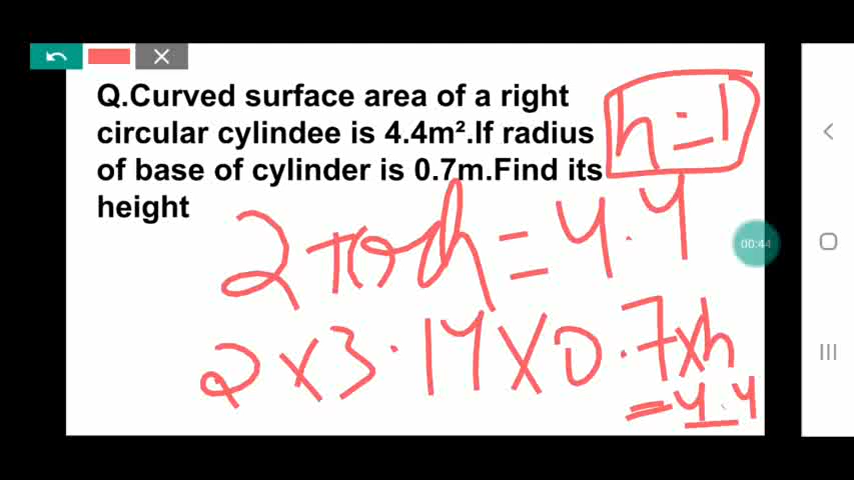 Q.Curved surface area of a right
circular cylindee is 4.4m².If radius
of base of cylinder is 0.7m.Find its
height
h=1
2πrh=4.4
2×3.14×0.7×h
=4.4
00:44